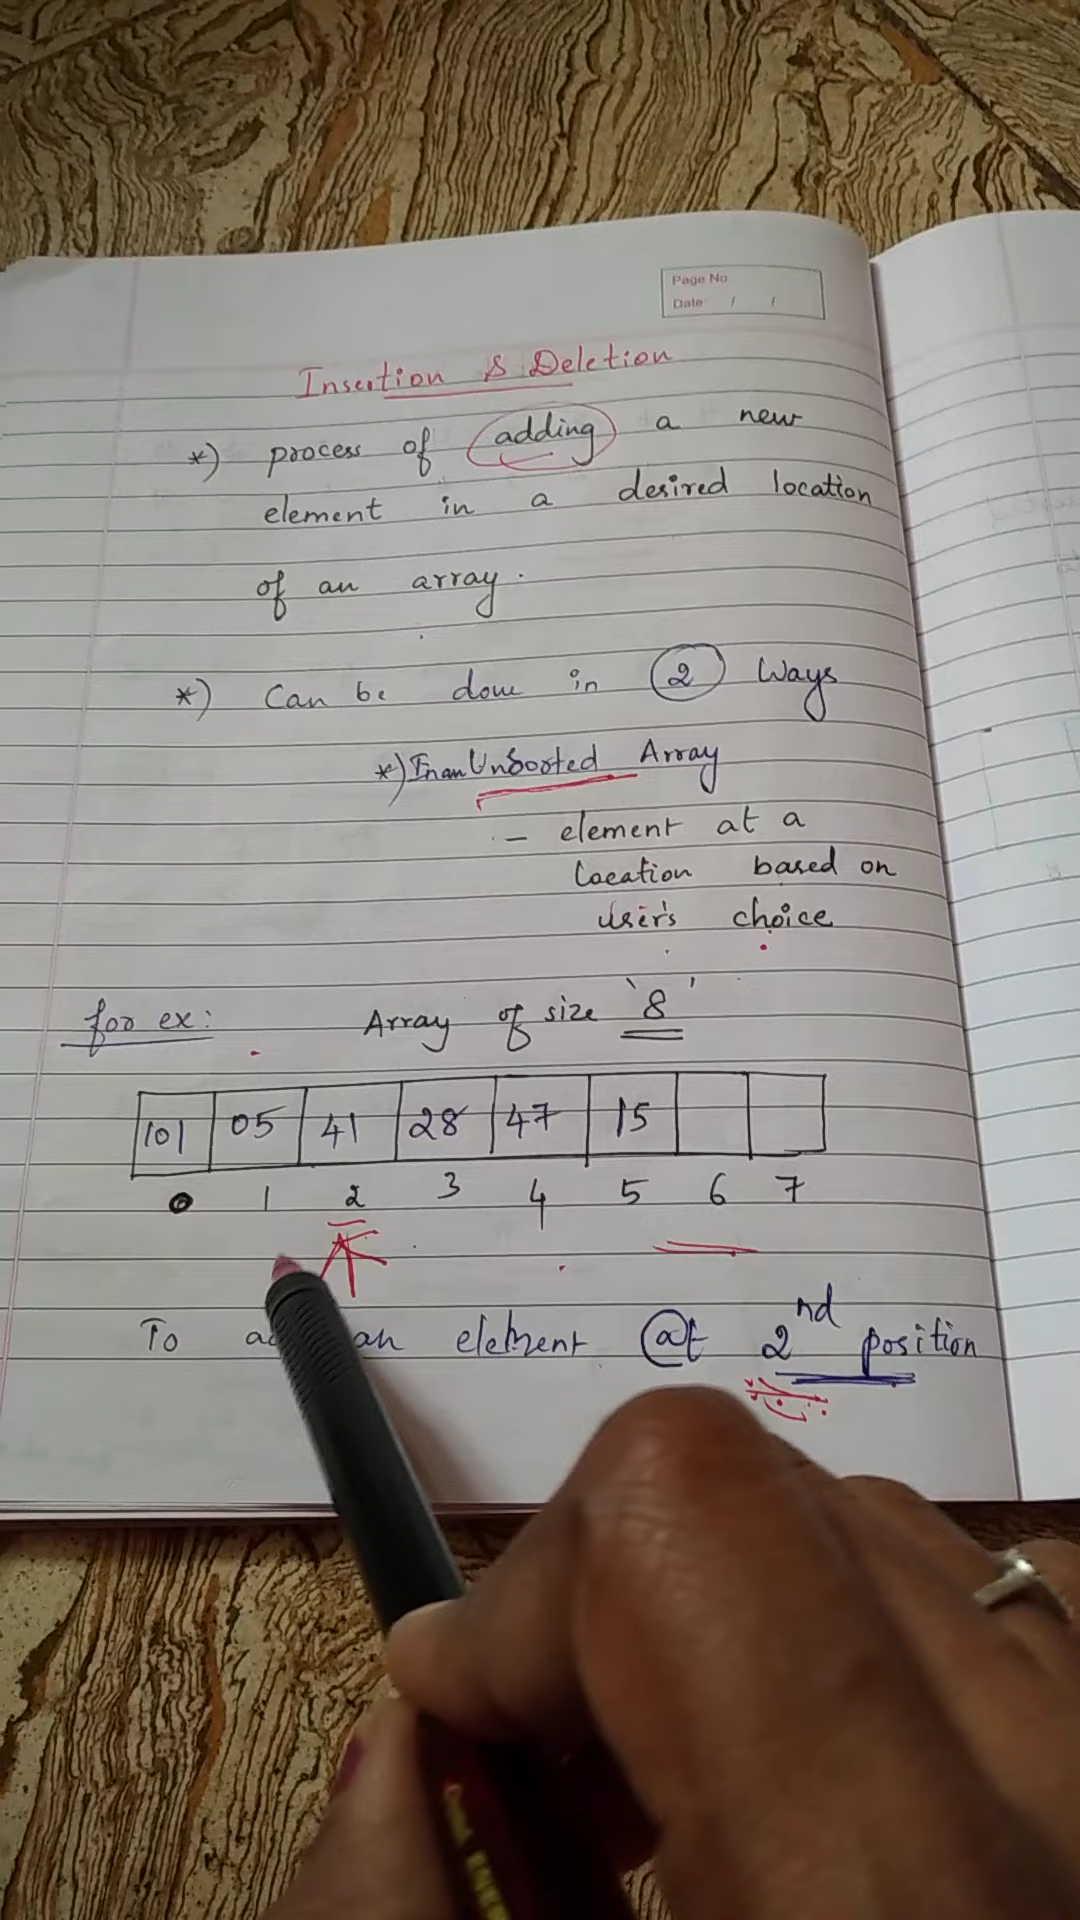 Page No
Date / /
Insertion & Deletion
*) process of adding a new
element in a desired location
of an array.
*) Can be done in 2 Ways
*) In an Unsorted Array
- element at a
location based on
user's choice
for ex: Array of size '8'
101 05 41 28 47 15
0 1 2 3 4 5 6 7
To an element @t 2nd position